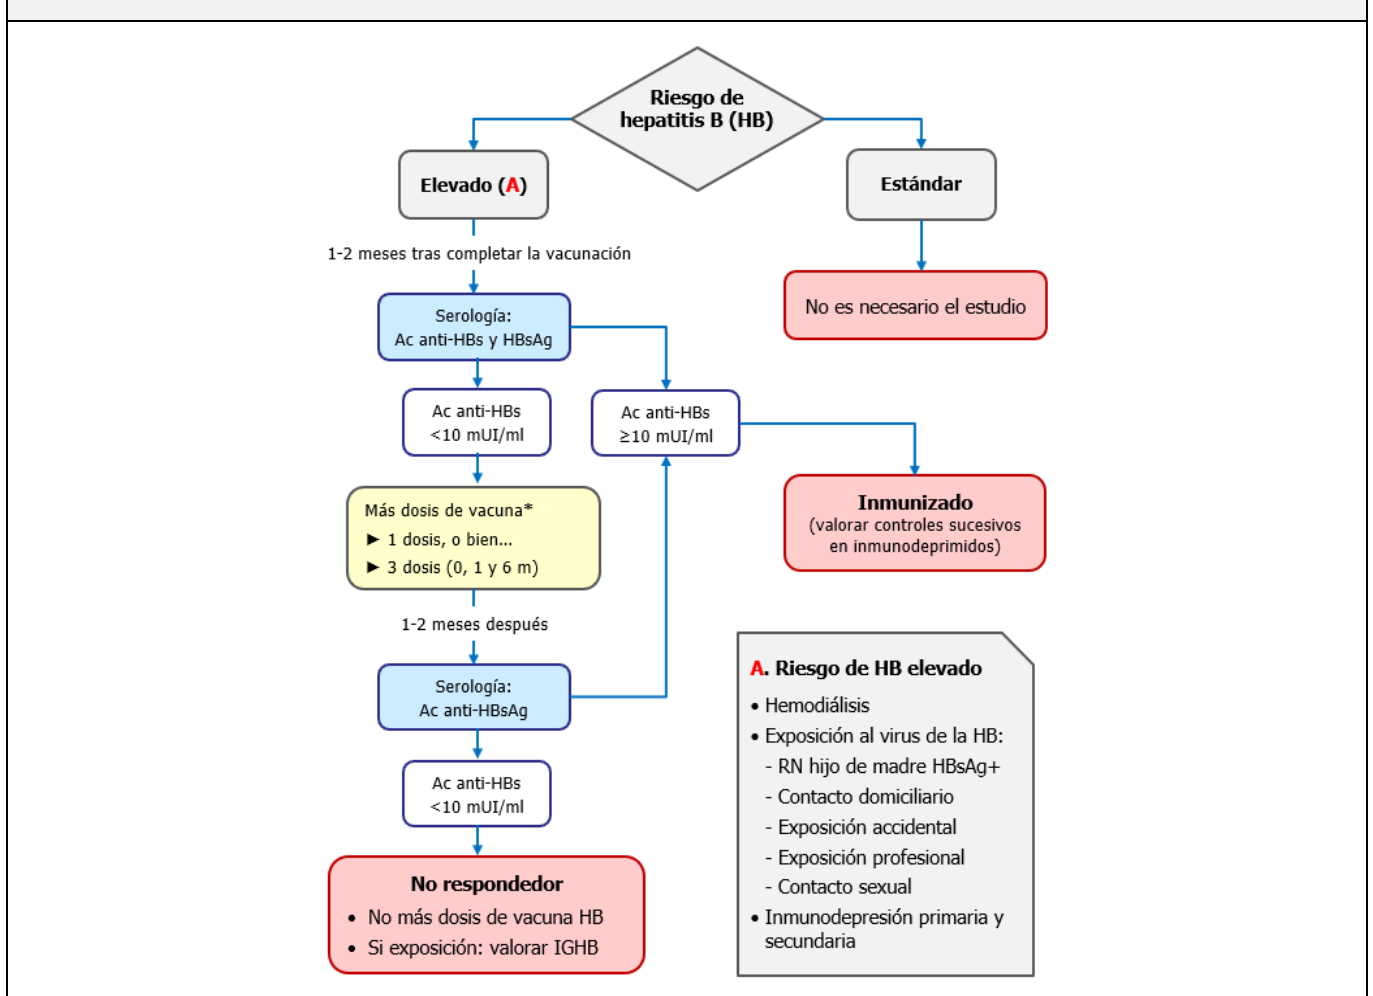 Riesgo de
hepatitis B (HB)
Elevado (A)
Estándar
1-2 meses tras completar la vacunación
No es necesario el estudio
Serología:
Ac anti-HBs y HBsAg
Ac anti-HBs
<10 mUI/ml
Ac anti-HBs
≥10 mUI/ml
Más dosis de vacuna*
► 1 dosis, o bien...
► 3 dosis (0, 1 y 6 m)
Inmunizado
(valorar controles sucesivos
en inmunodeprimidos)
1-2 meses después
Serología:
Ac anti-HBsAg
Ac anti-HBs
<10 mUI/ml
No respondedor
• No más dosis de vacuna HB
• Si exposición: valorar IGHB
A. Riesgo de HB elevado
• Hemodiálisis
• Exposición al virus de la HB:
- RN hijo de madre HBsAg+
- Contacto domiciliario
- Exposición accidental
- Exposición profesional
- Contacto sexual
• Inmunodepresión primaria y
secundaria